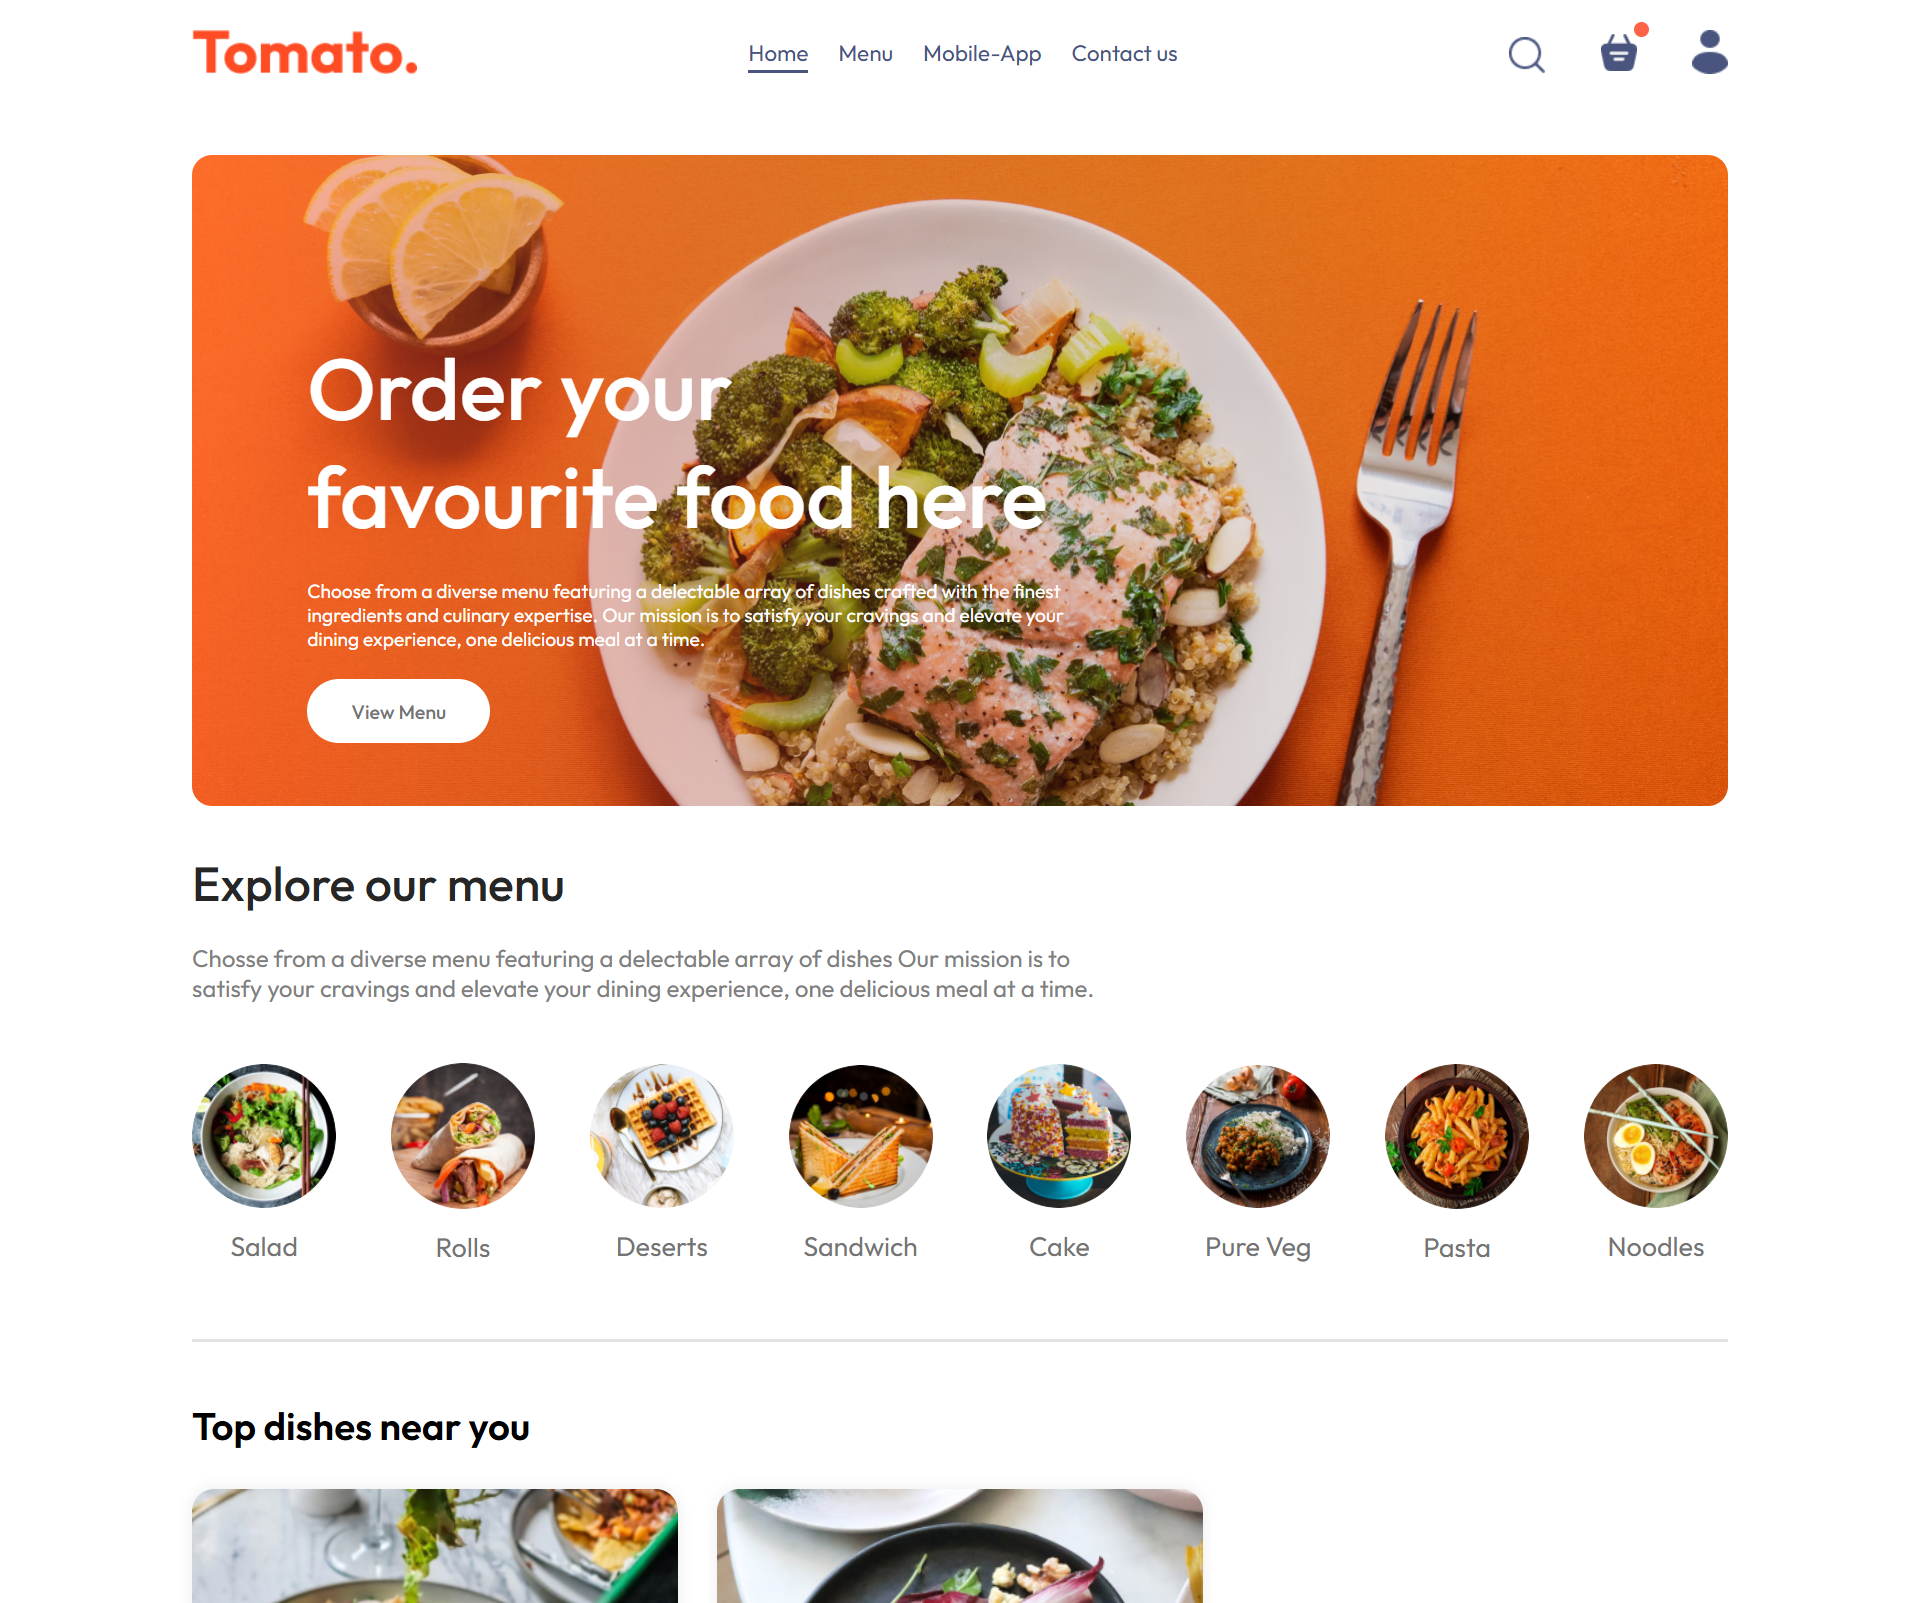 Tomato.
Home Menu Mobile-App Contact us
Order your
favourite food here
Choose from a diverse menu featuring a delectable array of dishes crafted with the finest
ingredients and culinary expertise. Our mission is to satisfy your cravings and elevate your
dining experience, one delicious meal at a time.
View Menu
Explore our menu
Chosse from a diverse menu featuring a delectable array of dishes Our mission is to
satisfy your cravings and elevate your dining experience, one delicious meal at a time.
Salad Rolls Deserts Sandwich Cake Pure Veg Pasta Noodles
Top dishes near you